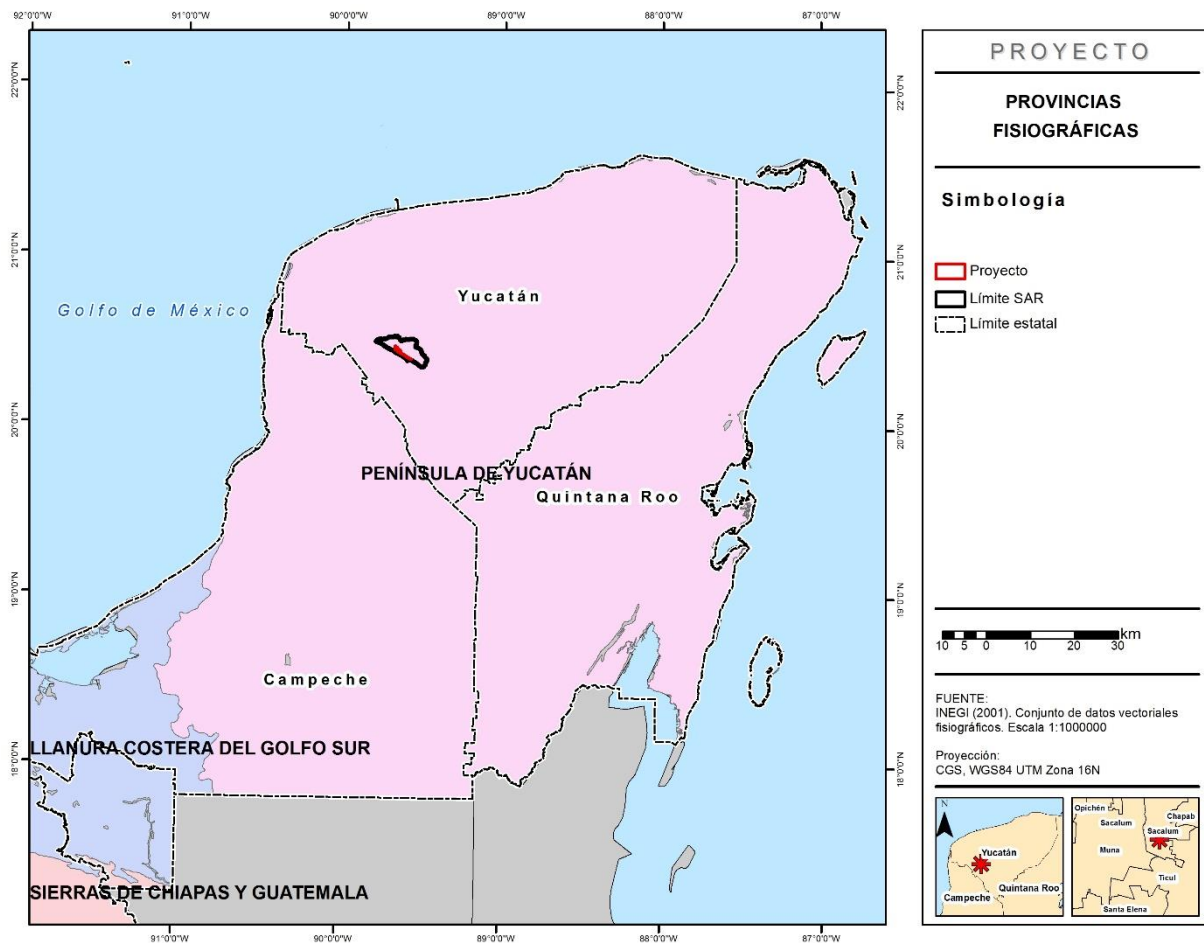 92°0'0"W
91°0'0"W
90°0'0"W
89°0'0"W
88°0'0"W
87°0'0"W
22°0'0"N
21°0'0"N
20°0'0"N
19°0'0"N
18°0'0"N
Golfo de México
Yucatán
PENÍNSULA DE YUCATÁN
Quintana Roo
Campeche
LLANURA COSTERA DEL GOLFO SUR
SIERRAS DE CHIAPAS Y GUATEMALA
22°0'0"N
21°0'0"N
20°0'0"N
19°0'0"N
18°0'0"N
91°0'0"W
90°0'0"W
89°0'0"W
88°0'0"W
87°0'0"W
PROYECTO
PROVINCIAS
FISIOGRÁFICAS
Simbología
Proyecto
Límite SAR
Límite estatal
10 5 0 10 20 30 km
FUENTE:
INEGI (2001). Conjunto de datos vectoriales
fisiográficos. Escala 1:1000000
Proyección:
CGS, WGS84 UTM Zona 16N
N
Yucatán
Quintana Roo
Campeche
Opichén
Sacalum
Chapab
Sacalum
Muna
Ticul
Santa Elena